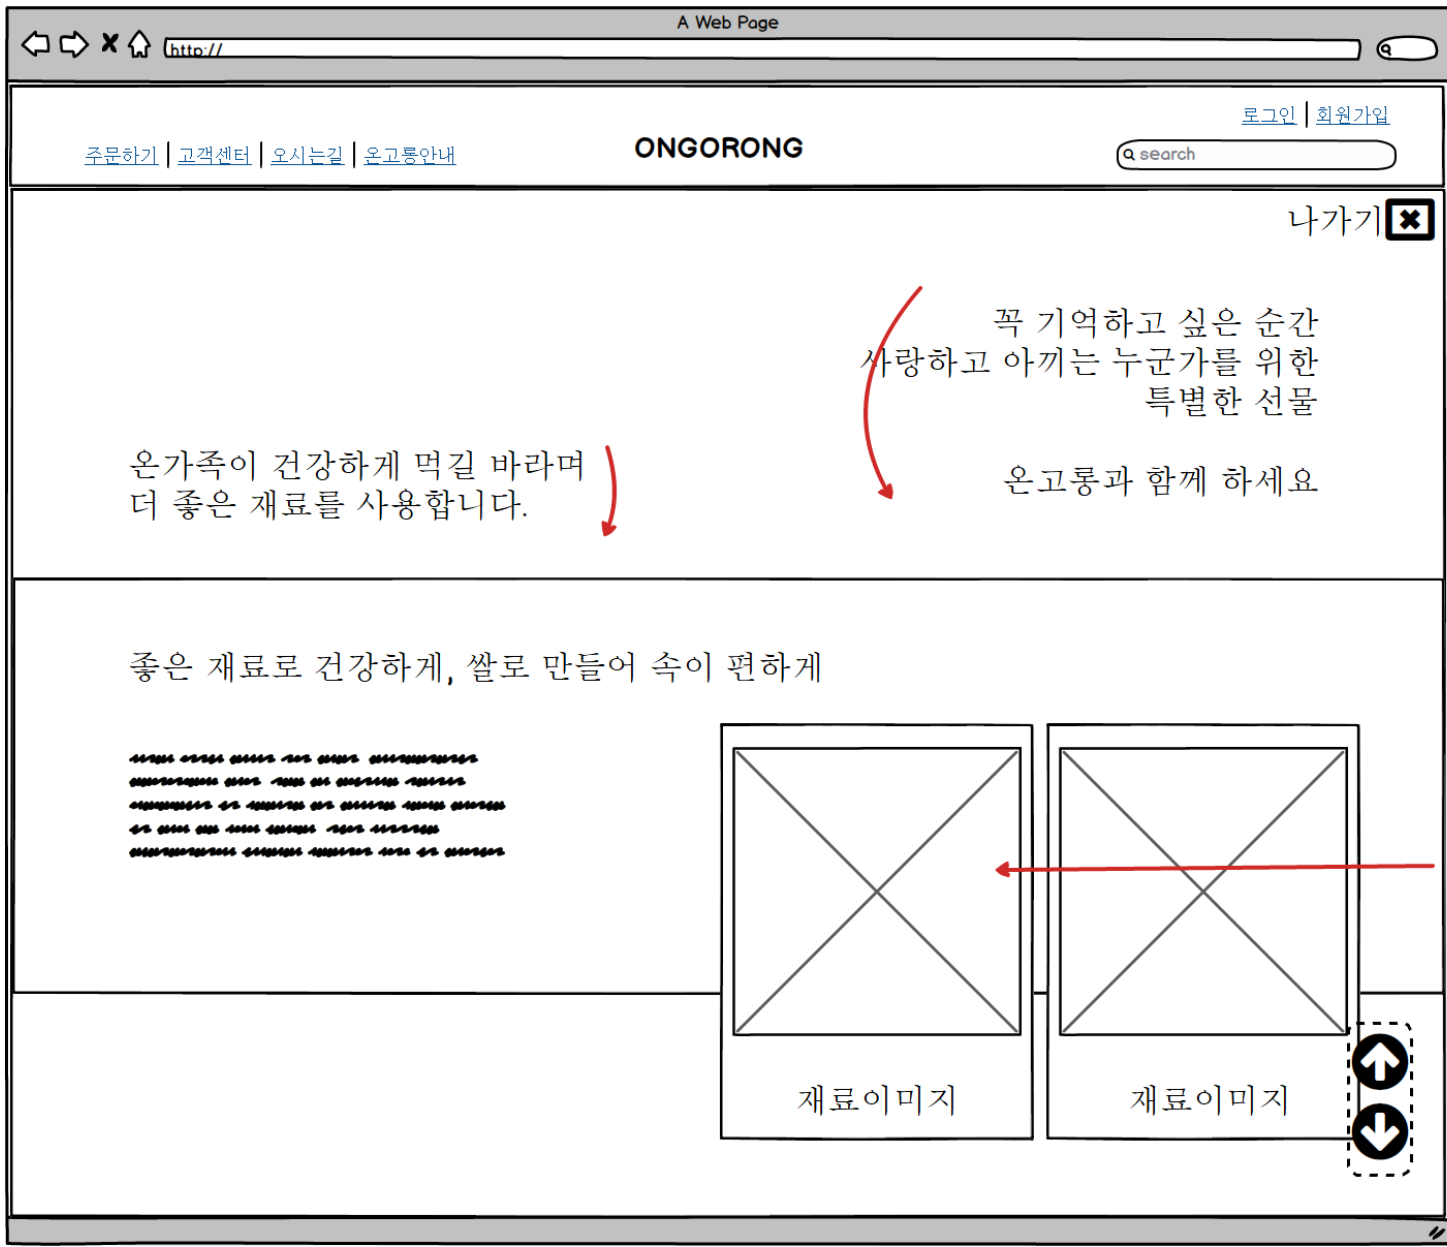 A Web Page
http://
로그인 | 회원가입
주문하기 | 고객센터 | 오시는길 | 온고롱안내
ONGORONG
search
나가기
꼭 기억하고 싶은 순간
사랑하고 아끼는 누군가를 위한
특별한 선물
온고롱과 함께 하세요
온가족이 건강하게 먹길 바라며
더 좋은 재료를 사용합니다.
좋은 재료로 건강하게, 쌀로 만들어 속이 편하게
재료이미지
재료이미지